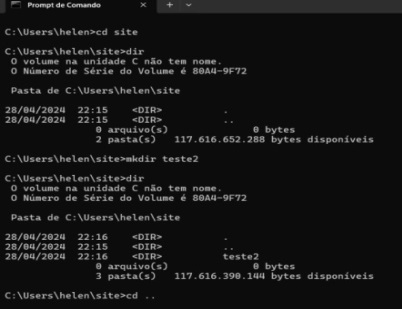 Prompt de Comando
C:\Users\helen>cd site
C:\Users\helen\site>dir
O volume na unidade C não tem nome.
O Número de Série do Volume é 80A4-9F72
Pasta de C:\Users\helen\site
28/04/2024 22:15 <DIR> .
28/04/2024 22:15 <DIR> ..
0 arquivo(s) 0 bytes
2 pasta(s) 117.616.652.288 bytes disponíveis
C:\Users\helen\site>mkdir teste2
C:\Users\helen\site>dir
O volume na unidade C não tem nome.
O Número de Série do Volume é 80A4-9F72
Pasta de C:\Users\helen\site
28/04/2024 22:16 <DIR> .
28/04/2024 22:15 <DIR> ..
28/04/2024 22:16 <DIR> teste2
0 arquivo(s) 0 bytes
3 pasta(s) 117.616.390.144 bytes disponíveis
C:\Users\helen\site>cd ..